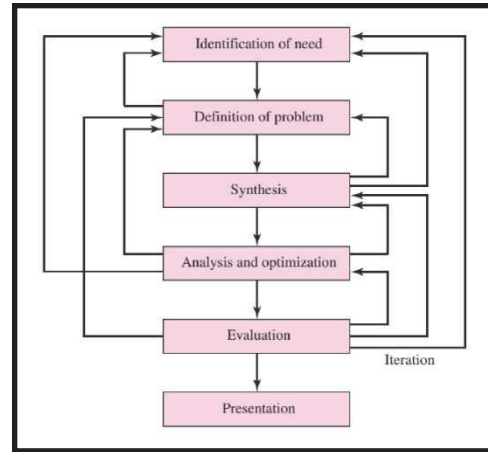 Identification of need
Definition of problem
Synthesis
Analysis and optimization
Evaluation
Iteration
Presentation